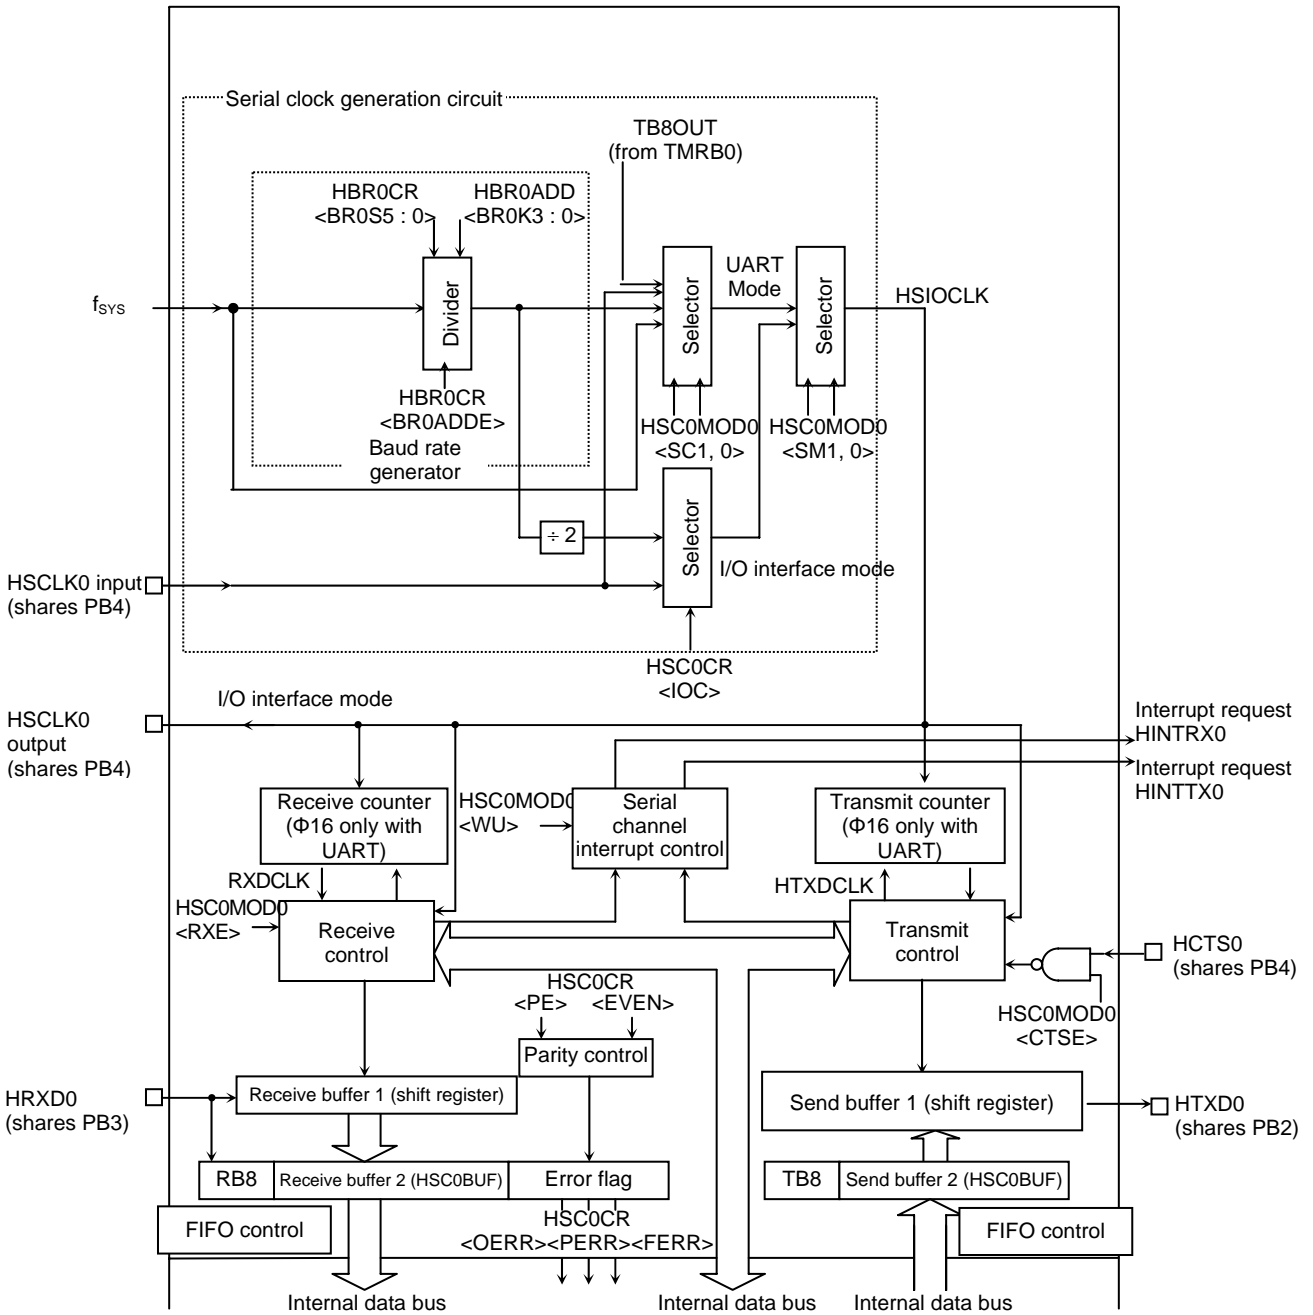 Serial clock generation circuit
TB8OUT
(from TMRB0)
HBR0CR
<BR0S5 : 0>
HBR0ADD
<BR0K3 : 0>
fSYS
Divider
HBR0CR
<BR0ADDE>
Baud rate
generator
Selector
UART
Mode
Selector
HSIOCLK
HSC0MOD0
<SC1, 0>
HSC0MOD0
<SM1, 0>
÷ 2
Selector
I/O interface mode
HSCLK0 input
(shares PB4)
HSC0CR
<IOC>
I/O interface mode
HSCLK0
output
(shares PB4)
Interrupt request
HINTRX0
Interrupt request
HINTTX0
Receive counter
(Φ16 only with
UART)
HSC0MOD0
<WU>
Serial
channel
interrupt control
Transmit counter
(Φ16 only with
UART)
RXDCLK
HTXDCLK
HSC0MOD0
<RXE>
Receive
control
Transmit
control
HCTS0
(shares PB4)
HSC0MOD0
<CTSE>
HSC0CR
<PE>
<EVEN>
Parity control
HRXD0
(shares PB3)
Receive buffer 1 (shift register)
Send buffer 1 (shift register)
HTXD0
(shares PB2)
RB8
Receive buffer 2 (HSC0BUF)
Error flag
TB8
Send buffer 2 (HSC0BUF)
FIFO control
HSC0CR
<OERR><PERR><FERR>
FIFO control
Internal data bus
Internal data bus
Internal data bus